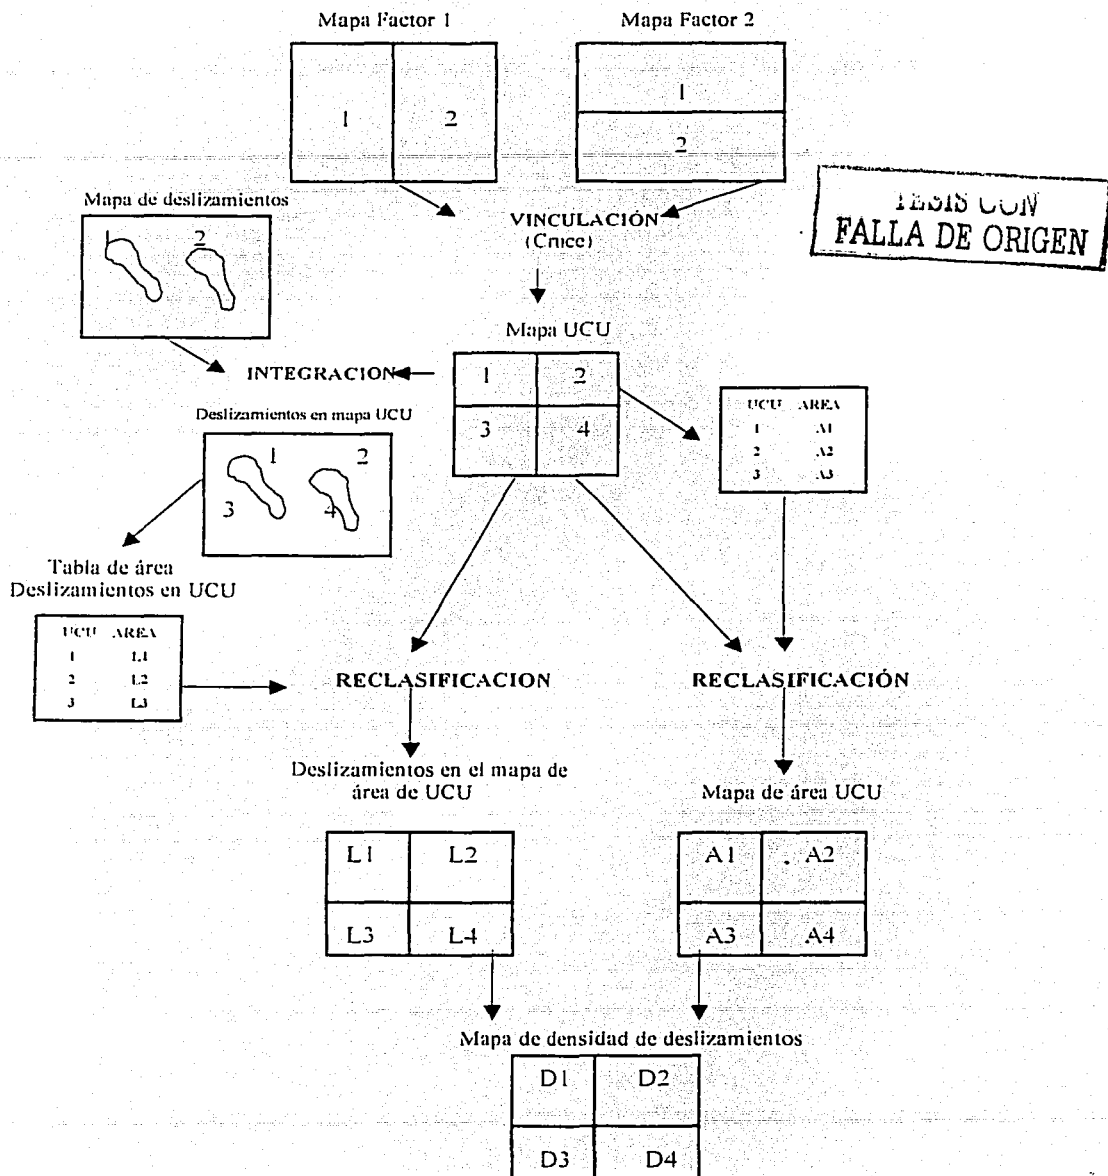 Mapa Factor 1
Mapa Factor 2
1
2
1
2
FALLA DE ORIGEN
Mapa de deslizamientos
1
2
VINCULACIÓN
(Cruce)
Mapa UCU
INTEGRACION
1
2
3
4
UCU AREA
1 A1
2 A2
3 A3
Deslizamientos en mapa UCU
1
2
3
4
Tabla de área
Deslizamientos en UCU
UCU AREA
1 L1
2 L2
3 L3
RECLASIFICACION
RECLASIFICACIÓN
Deslizamientos en el mapa de
área de UCU
Mapa de área UCU
L1 L2
L3 L4
A1 A2
A3 A4
Mapa de densidad de deslizamientos
D1 D2
D3 D4